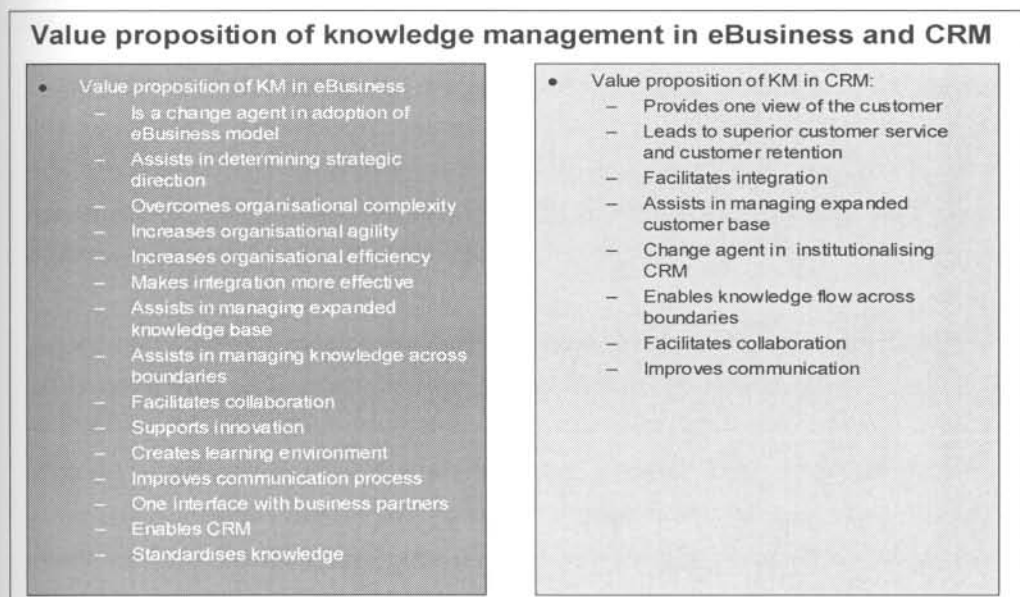 Value proposition of knowledge management in eBusiness and CRM
• Value proposition of KM in eBusiness
– Is a change agent in adoption of
eBusiness model
– Assists in determining strategic
direction
– Overcomes organisational complexity
– Increases organisational agility
– Increases organisational efficiency
– Makes integration more effective
– Assists in managing expanded
knowledge base
– Assists in managing knowledge across
boundaries
– Facilitates collaboration
– Supports innovation
– Creates learning environment
– Improves communication process
– One interface with business partners
– Enables CRM
– Standardises knowledge
• Value proposition of KM in CRM:
– Provides one view of the customer
– Leads to superior customer service
and customer retention
– Facilitates integration
– Assists in managing expanded
customer base
– Change agent in institutionalising
CRM
– Enables knowledge flow across
boundaries
– Facilitates collaboration
– Improves communication